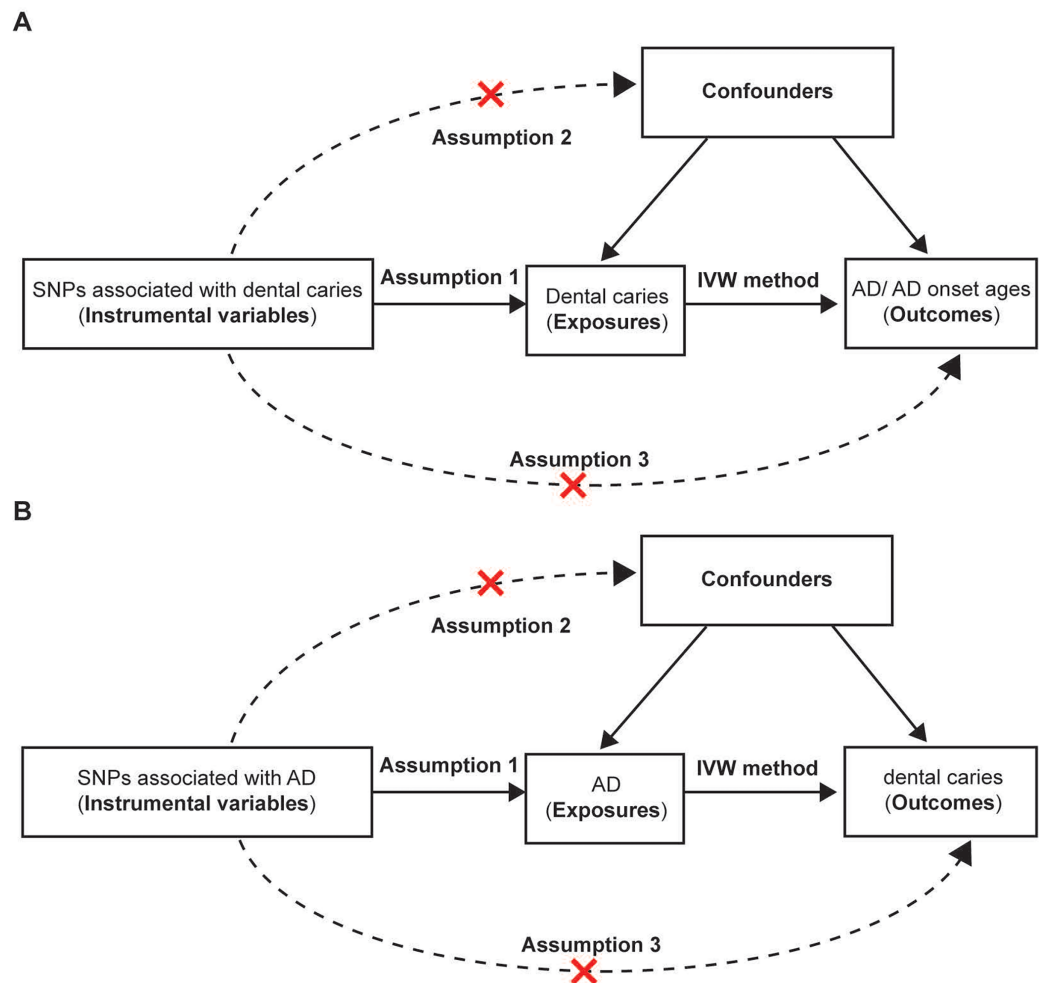 A
Confounders
Assumption 2
Assumption 1
IVW method
SNPs associated with dental caries
(Instrumental variables)
Dental caries
(Exposures)
AD/ AD onset ages
(Outcomes)
Assumption 3
B
Confounders
Assumption 2
Assumption 1
IVW method
SNPs associated with AD
(Instrumental variables)
AD
(Exposures)
dental caries
(Outcomes)
Assumption 3